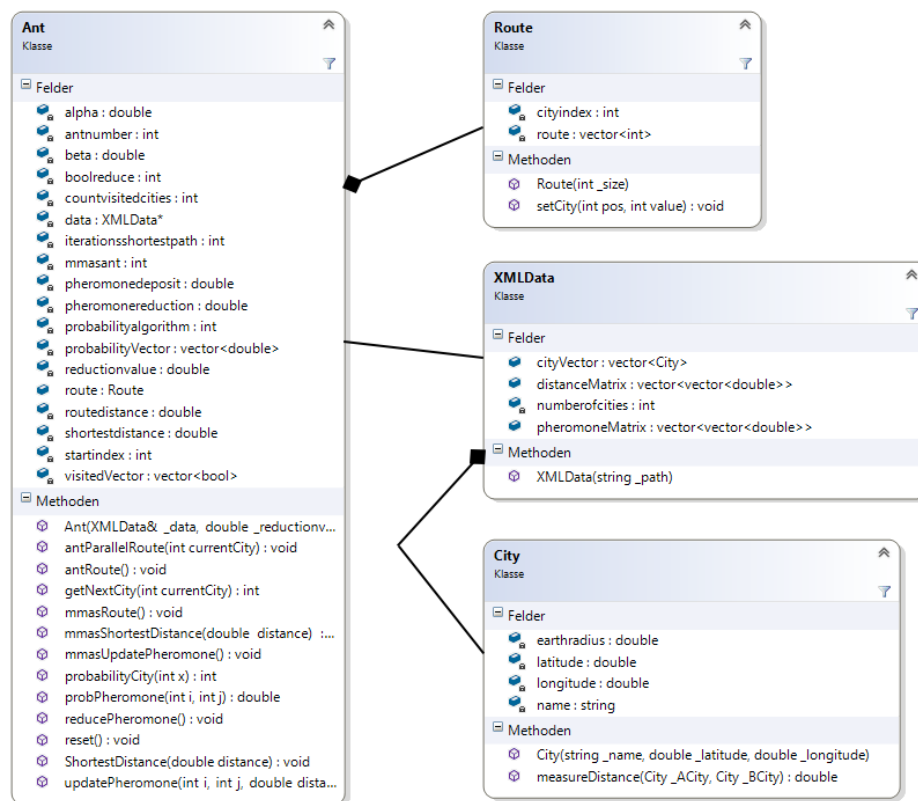 Ant
Klasse
Felder
alpha : double
antnumber : int
beta : double
boolreduce : int
countvisitedcities : int
data : XMLData*
iterationsshortestpath : int
mmasant : int
pheromonedeposit : double
pheromonereduction : double
probabilityalgorithm : int
probabilityVector : vector<double>
reductionvalue : double
route : Route
routedistance : double
shortestdistance : double
startindex : int
visitedVector : vector<bool>
Methoden
Ant(XMLData& _data, double _reductionv...
antParallelRoute(int currentCity) : void
antRoute() : void
getNextCity(int currentCity) : int
mmasRoute() : void
mmasShortestDistance(double distance) :...
mmasUpdatePheromone() : void
probabilityCity(int x) : int
probPheromone(int i, int j) : double
reducePheromone() : void
reset() : void
ShortestDistance(double distance) : void
updatePheromone(int i, int j, double dista...
Route
Klasse
Felder
cityindex : int
route : vector<int>
Methoden
Route(int _size)
setCity(int pos, int value) : void
XMLData
Klasse
Felder
cityVector : vector<City>
distanceMatrix : vector<vector<double>>
numberofcities : int
pheromoneMatrix : vector<vector<double>>
Methoden
XMLData(string _path)
City
Klasse
Felder
earthradius : double
latitude : double
longitude : double
name : string
Methoden
City(string _name, double _latitude, double _longitude)
measureDistance(City _ACity, City _BCity) : double